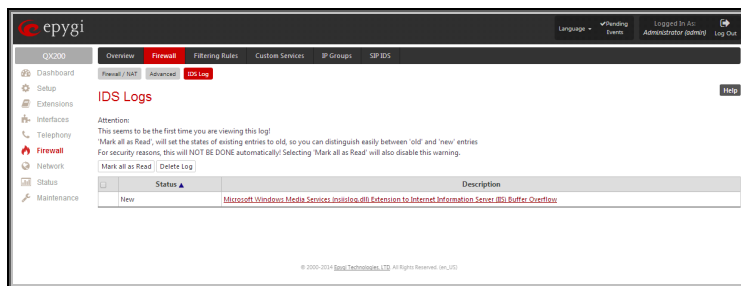 epygi
Language
Pending Events
Logged In As:
Administrator (admin)
Log Out
QX200
Overview
Firewall
Filtering Rules
Custom Services
IP Groups
SIP IDS
Dashboard
Setup
Extensions
Interfaces
Telephony
Firewall
Network
Status
Maintenance
Firewall / NAT
Advanced
IDS Log
IDS Logs
Help
Attention:
This seems to be the first time you are viewing this log!
'Mark all as Read', will set the states of existing entries to old, so you can distinguish easily between 'old' and 'new' entries
For security reasons, this will NOT BE DONE automatically! Selecting 'Mark all as Read' will also disable this warning.
Mark all as Read
Delete Log
Status
Description
New
Microsoft Windows Media Services (nsiislog.dll) Extension to Internet Information Server (IIS) Buffer Overflow
© 2000-2014 Epygi Technologies, LTD. All Rights Reserved. (en_US)